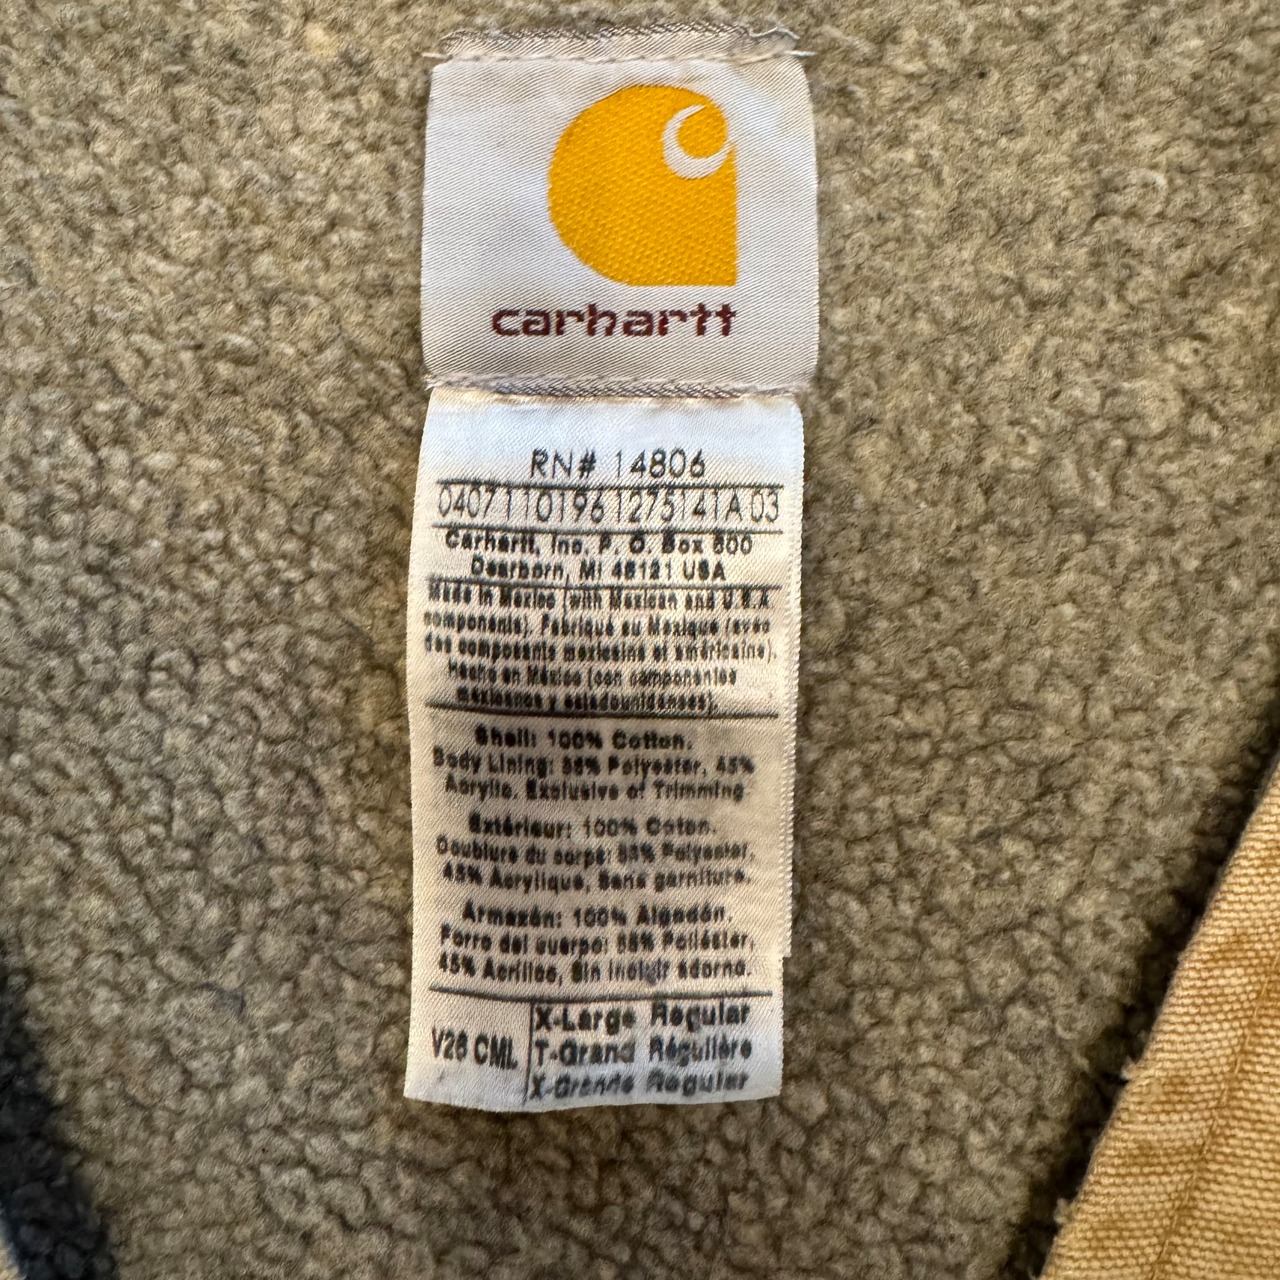 carhartt
RN# 14806
04071 10196 1275141A 03
Carhartt, Inc. P. O. Box 600
Dearborn, MI 48121 USA
Made in Mexico (with Mexican and U.S.A
components). Fabriqué au Mexique (avec
des composants mexicains et américains).
Hecho en México (con componentes
mexicanos y estadounidenses).
Shell: 100% Cotton.
Body Lining: 55% Polyester, 45%
Acrylic. Exclusive of Trimming
Extérieur: 100% Coton.
Doublure du corps: 55% Polyester,
45% Acrylique, Sans garniture.
Armazón: 100% Algodón.
Forro del cuerpo: 55% Poliéster,
45% Acrílico, Sin incluir adorno.
V26 CML
X-Large Regular
T-Grand Régulière
X-Grande Regular